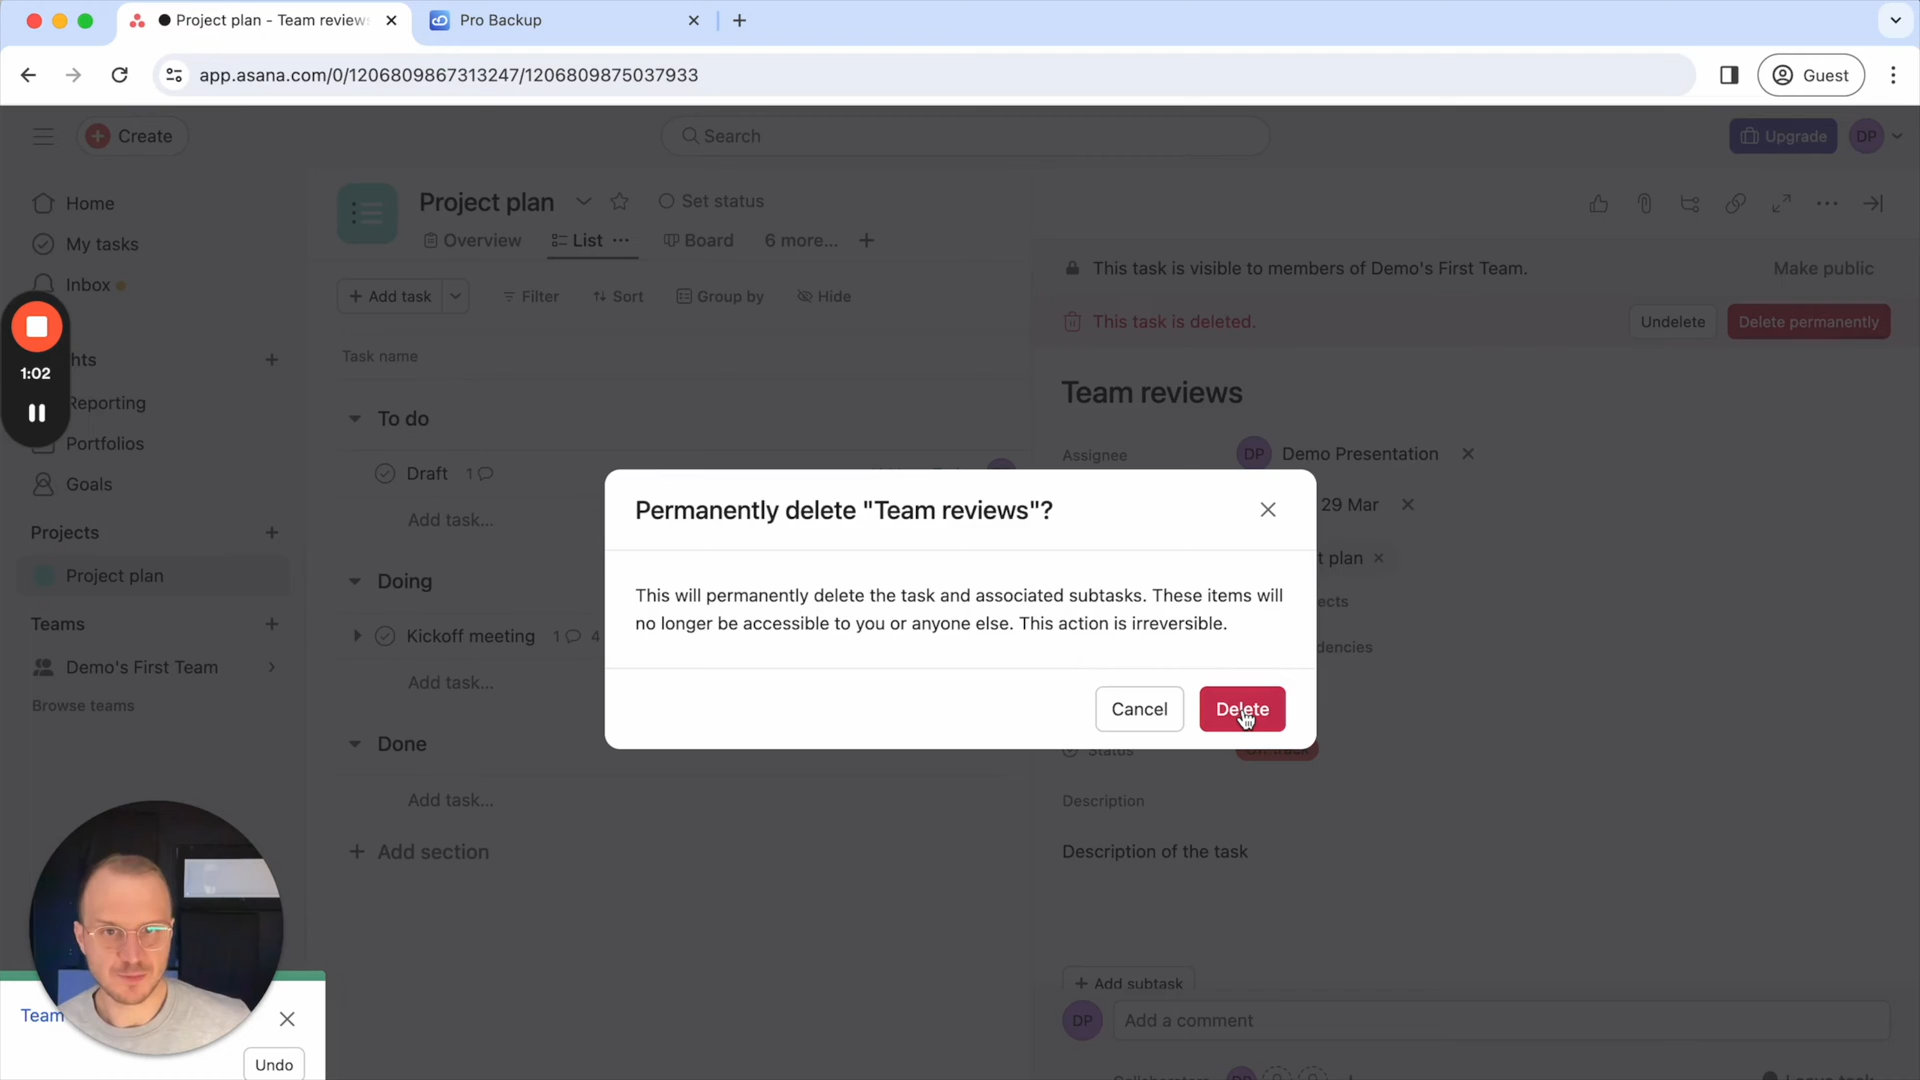 Project plan - Team reviews
Pro Backup
app.asana.com/0/1206809867313247/1206809875037933
Guest
Create
Search
Upgrade
DP
Home
My tasks
Inbox
1:02
Reporting
Portfolios
Goals
Projects
Project plan
Teams
Demo's First Team
Browse teams
Team
Undo
Project plan
Set status
Overview
List
Board
6 more...
Add task
Filter
Sort
Group by
Hide
Task name
To do
Draft 1
Add task...
Doing
Kickoff meeting 1 4
Add task...
Done
Add task...
Add section
This task is visible to members of Demo's First Team.
Make public
This task is deleted.
Undelete
Delete permanently
Team reviews
Assignee
DP
Demo Presentation
29 Mar
plan
Permanently delete "Team reviews"?
This will permanently delete the task and associated subtasks. These items will
no longer be accessible to you or anyone else. This action is irreversible.
Cancel
Delete
Status
Description
Description of the task
Add subtask
DP
Add a comment